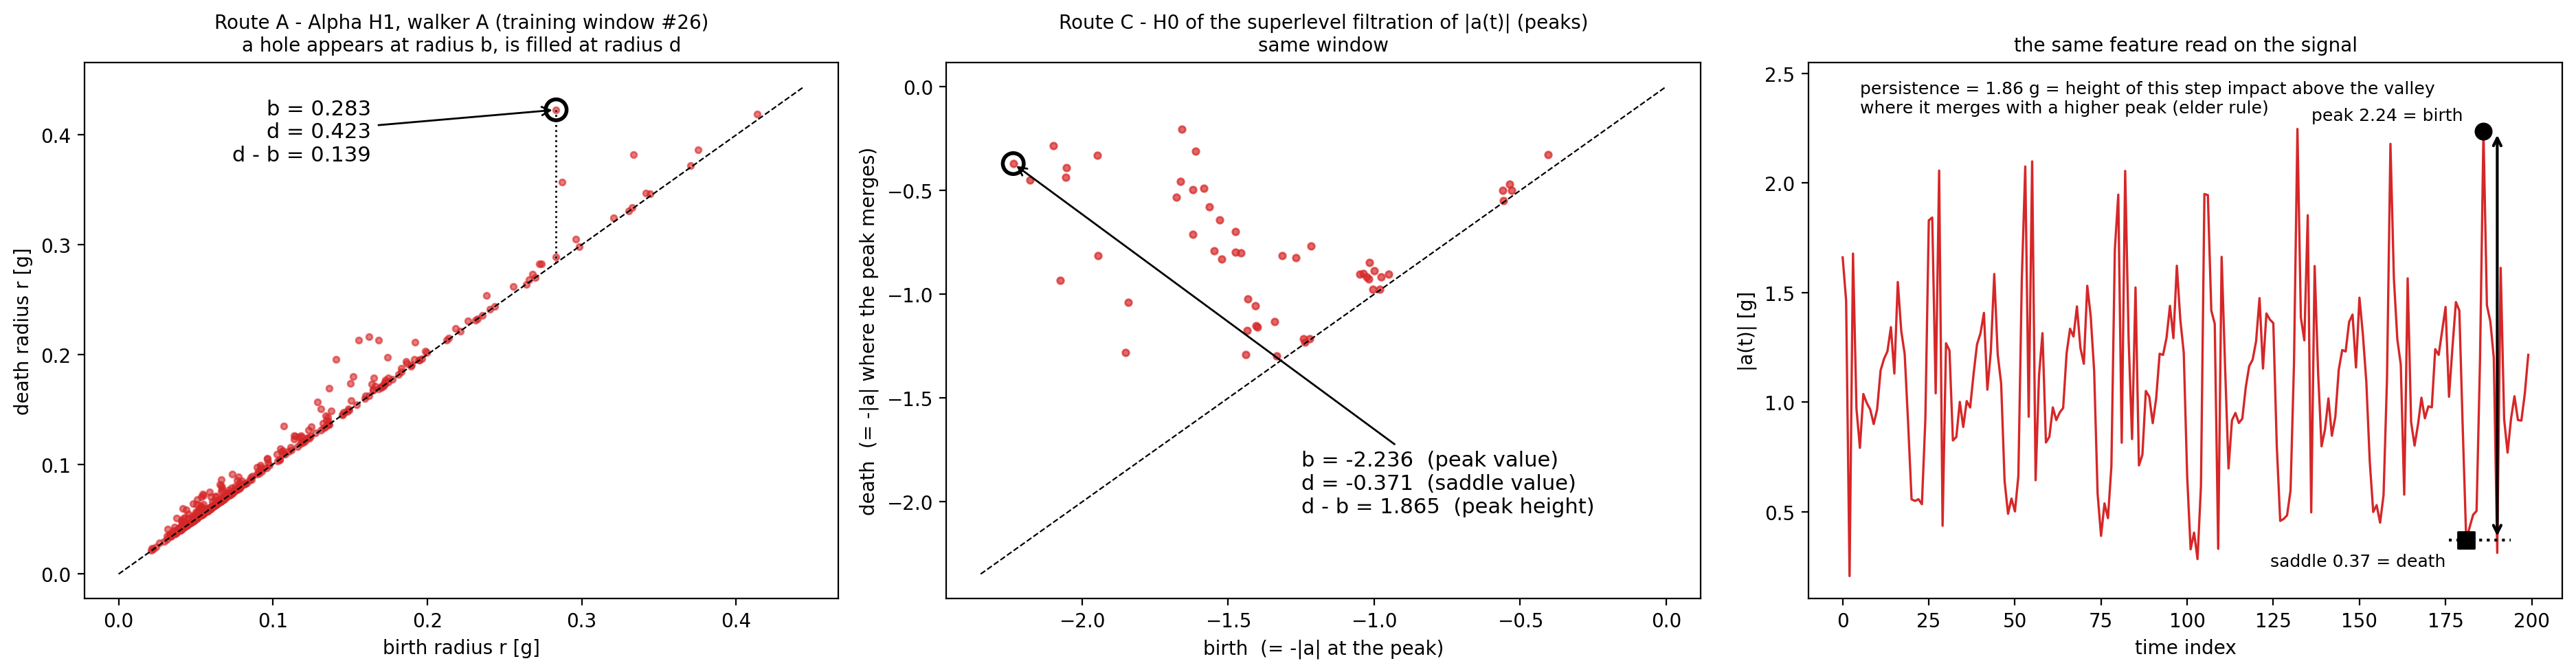 Route A - Alpha H1, walker A (training window #26)
a hole appears at radius b, is filled at radius d
b = 0.283
d = 0.423
d - b = 0.139
death radius r [g]
0.4
0.3
0.2
0.1
0.0
0.0
0.1
0.2
0.3
0.4
birth radius r [g]
Route C - H0 of the superlevel filtration of |a(t)| (peaks)
same window
death  (= -|a| where the peak merges)
0.0
−0.5
−1.0
−1.5
−2.0
b = -2.236  (peak value)
d = -0.371  (saddle value)
d - b = 1.865  (peak height)
−2.0
−1.5
−1.0
−0.5
0.0
birth  (= -|a| at the peak)
the same feature read on the signal
persistence = 1.86 g = height of this step impact above the valley
where it merges with a higher peak (elder rule)
peak 2.24 = birth
saddle 0.37 = death
|a(t)| [g]
2.5
2.0
1.5
1.0
0.5
0
25
50
75
100
125
150
175
200
time index